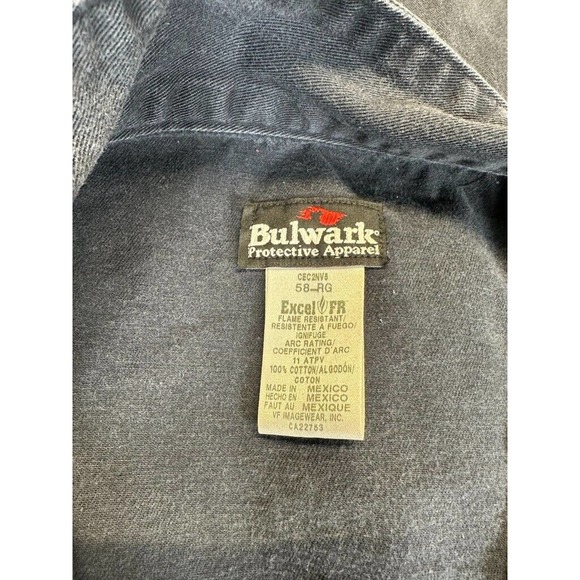 Bulwark®
Protective Apparel
CEC2NV8
58-RG
Excel FR
FLAME RESISTANT/
RESISTENTE A FUEGO/
IGNIFUGE
ARC RATING/
COEFFICIENT D'ARC
11 ATPV
100% COTTON/ALGODÓN/
COTON
MADE IN MEXICO
HECHO EN MEXICO
FAIT AU MEXIQUE
VF IMAGEWEAR, INC.
CA22753